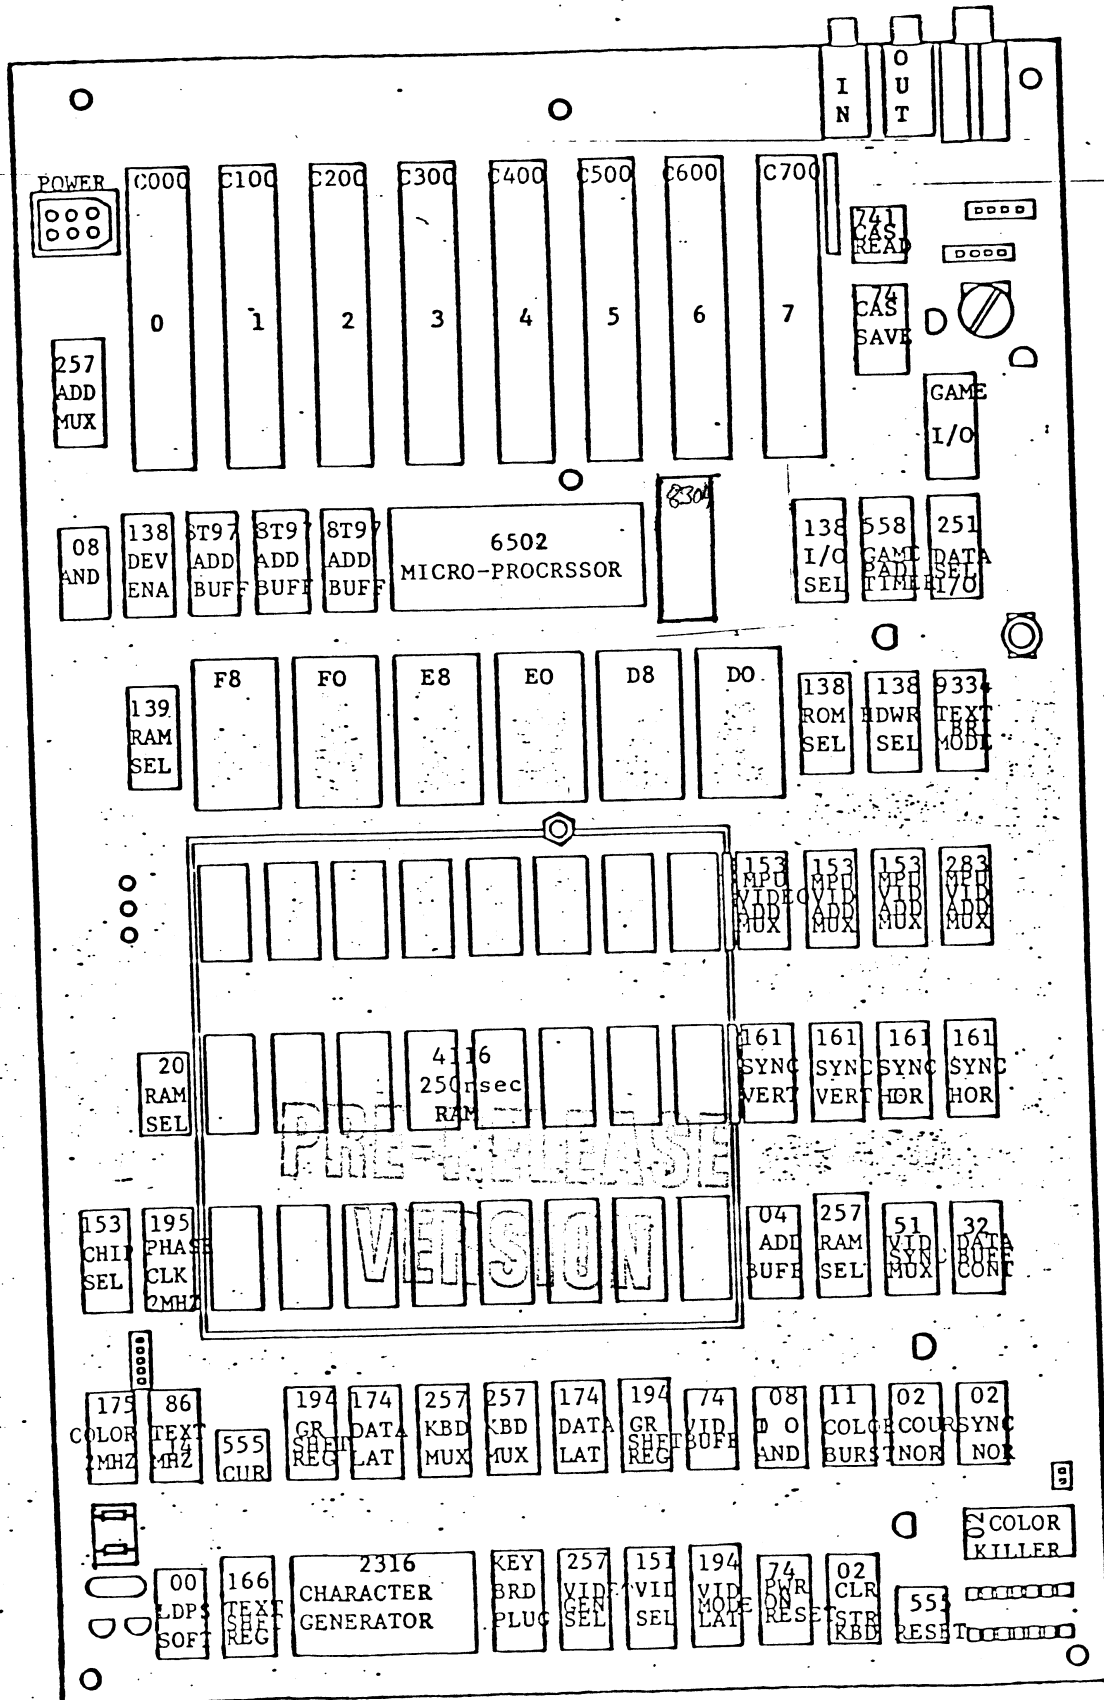 IN
OUT
POWER
C000
C100
C200
C300
C400
C500
C600
C700
0
1
2
3
4
5
6
7
741
CAS
READ
74
CAS
SAVE
257
ADD
MUX
GAME
I/O
08
AND
138
DEV
ENA
8T97
ADD
BUFF
8T97
ADD
BUFF
8T97
ADD
BUFF
6502
MICRO-PROCRSSOR
8304
138
I/O
SEL
558
GAME
PADL
TIMER
251
DATA
SEL
I/O
139
RAM
SEL
F8
F0
E8
E0
D8
D0
138
ROM
SEL
138
HDWR
SEL
9334
TEXT
BR
MODE
153
MPU
VIDEO
ADD
MUX
153
MPU
VID
ADD
MUX
153
MPU
VID
ADD
MUX
283
MPU
VID
ADD
MUX
20
RAM
SEL
4116
250nsec
RAM
161
SYNC
VERT
161
SYNC
VERT
161
SYNC
HOR
161
SYNC
HOR
PRE-RELEASE
VERSION
153
CHIP
SEL
195
PHASE
CLK
2MHZ
04
ADD
BUFF
257
RAM
SEL
51
VID
SYNC
MUX
32
DATA
BUFF
CONT
175
COLOR
2MHZ
86
TEXT
14
MHZ
555
CUR
194
GR
SHFT
REG
174
DATA
LAT
257
KBD
MUX
257
KBD
MUX
174
DATA
LAT
194
GR
SHFT
REG
74
VID
BUFF
08
AND
11
COLOR
BURST
02
COUR
NOR
02
SYNC
NOR
02
COLOR
KILLER
00
LDPS
SOFT
166
TEXT
SHFT
REG
2316
CHARACTER
GENERATOR
KEY
BRD
PLUG
257
VID
GEN
SEL
151
VID
SEL
194
VID
MODE
LAT
74
PWR
ON
RESET
02
CLR
STR
KBD
555
RESET